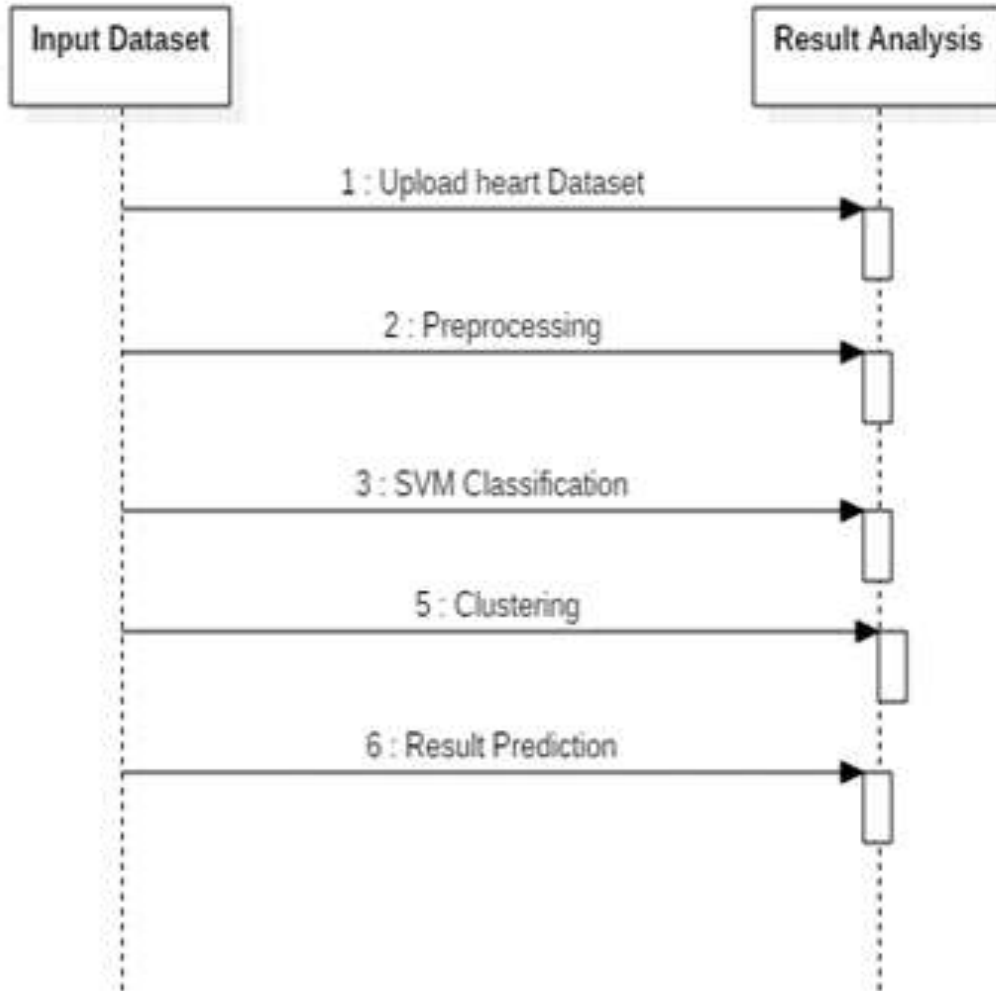 Input Dataset
Result Analysis
1 : Upload heart Dataset
2 : Preprocessing
3 : SVM Classification
5 : Clustering
6 : Result Prediction